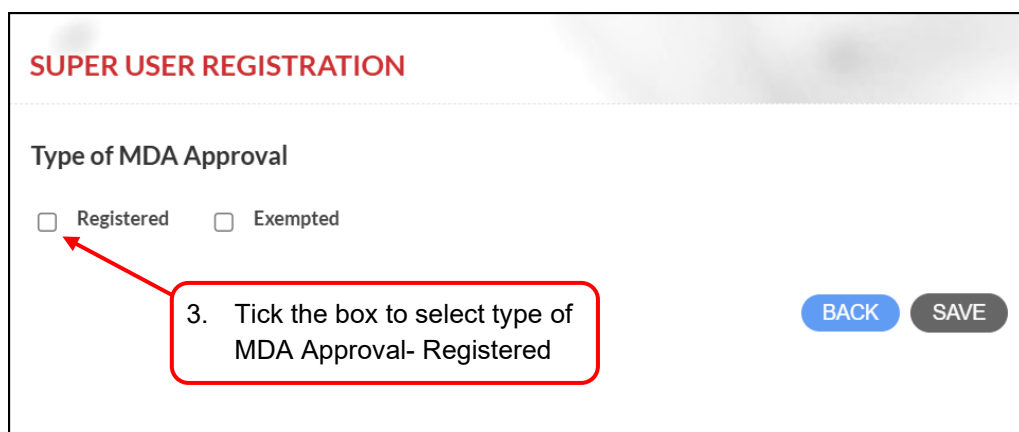 SUPER USER REGISTRATION
Type of MDA Approval
Registered Exempted
3. Tick the box to select type of
MDA Approval- Registered
BACK SAVE